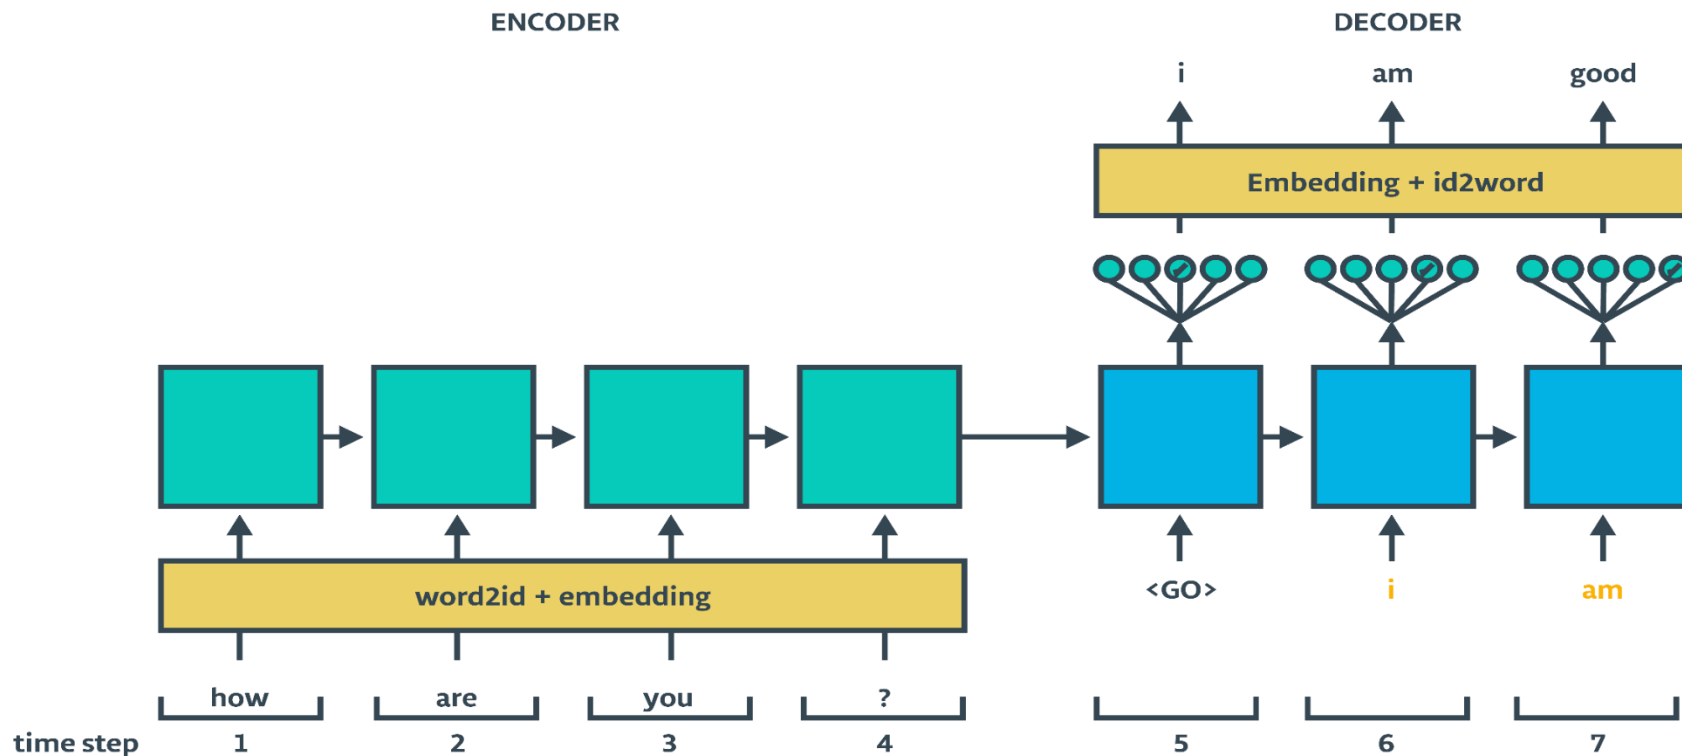 ENCODER DECODER
i am good
Embedding + id2word
word2id + embedding
<GO> i am
how are you ?
time step 1 2 3 4 5 6 7